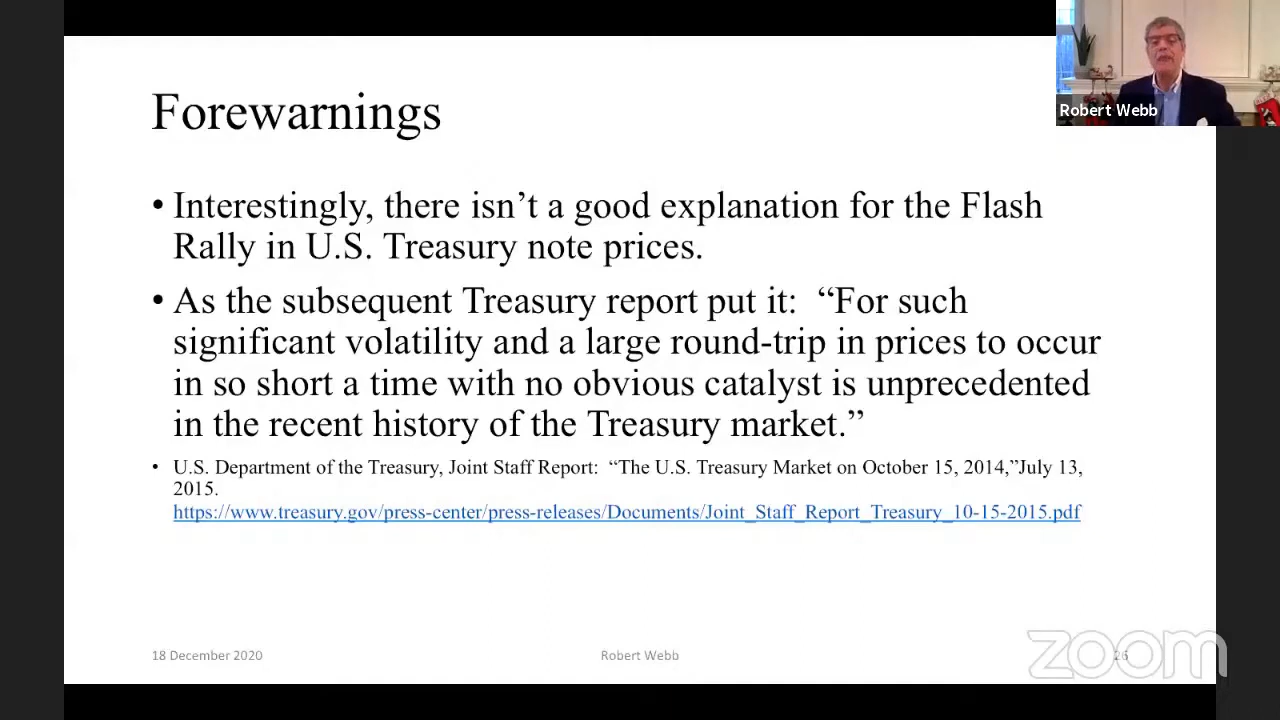 Forewarnings
Robert Webb
• Interestingly, there isn’t a good explanation for the Flash
Rally in U.S. Treasury note prices.
• As the subsequent Treasury report put it:  “For such
significant volatility and a large round-trip in prices to occur
in so short a time with no obvious catalyst is unprecedented
in the recent history of the Treasury market.”
• U.S. Department of the Treasury, Joint Staff Report:  “The U.S. Treasury Market on October 15, 2014,”July 13,
2015.
https://www.treasury.gov/press-center/press-releases/Documents/Joint_Staff_Report_Treasury_10-15-2015.pdf
18 December 2020
Robert Webb
26
zoom